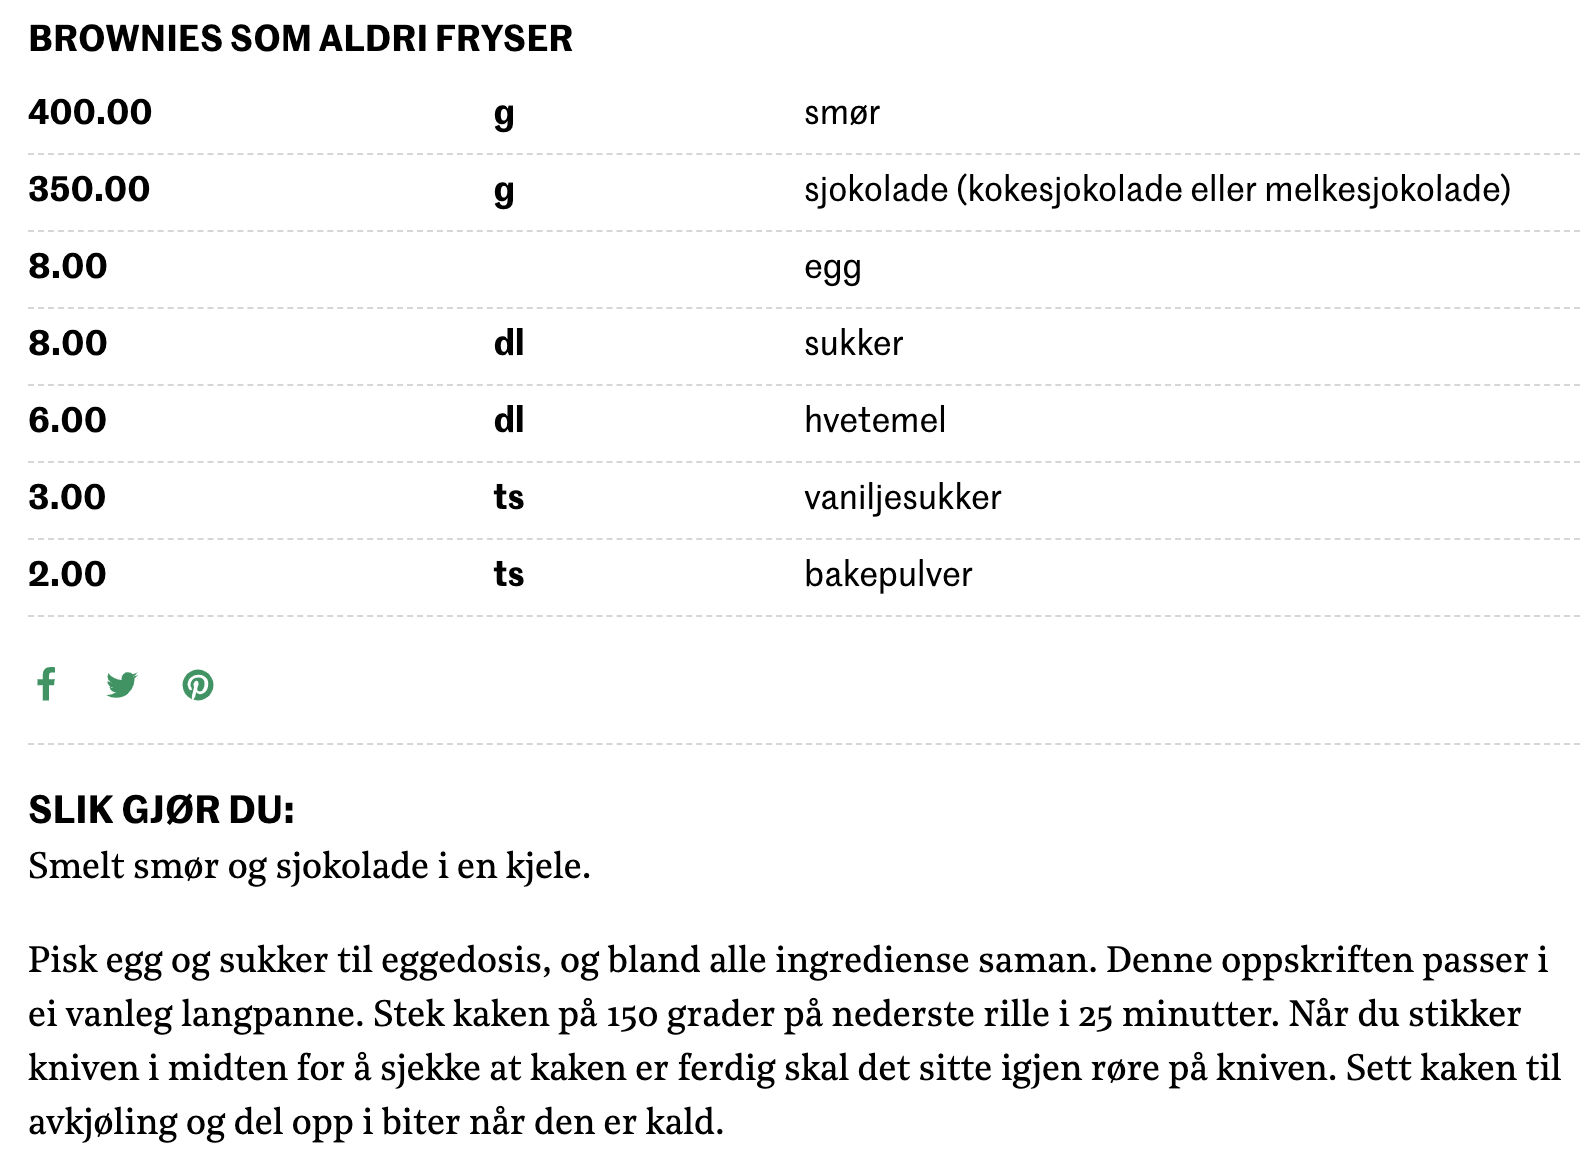 BROWNIES SOM ALDRI FRYSER
400.00 g smør
350.00 g sjokolade (kokesjokolade eller melkesjokolade)
8.00 egg
8.00 dl sukker
6.00 dl hvetemel
3.00 ts vaniljesukker
2.00 ts bakepulver
SLIK GJØR DU:
Smelt smør og sjokolade i en kjele.
Pisk egg og sukker til eggedosis, og bland alle ingrediense saman. Denne oppskriften passer i
ei vanleg langpanne. Stek kaken på 150 grader på nederste rille i 25 minutter. Når du stikker
kniven i midten for å sjekke at kaken er ferdig skal det sitte igjen røre på kniven. Sett kaken til
avkjøling og del opp i biter når den er kald.